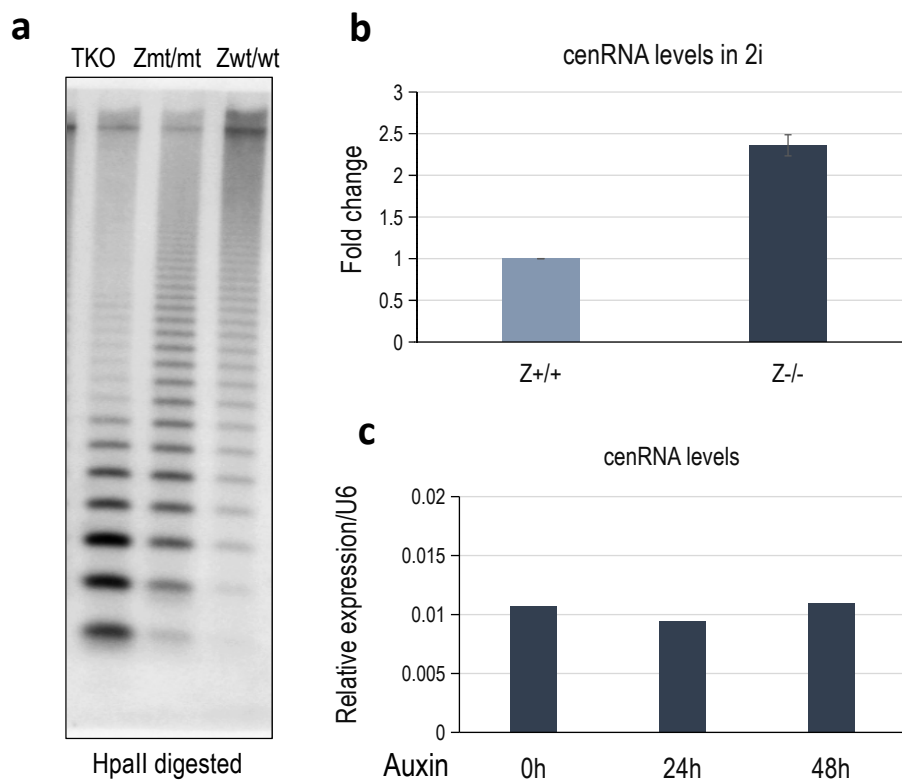 a
TKO Zmt/mt Zwt/wt
HpaII digested
b
cenRNA levels in 2i
Fold change
3
2.5
2
1.5
1
0.5
0
Z+/+ Z-/-
c
cenRNA levels
Relative expression/U6
0.02
0.015
0.01
0.005
0
Auxin 0h 24h 48h